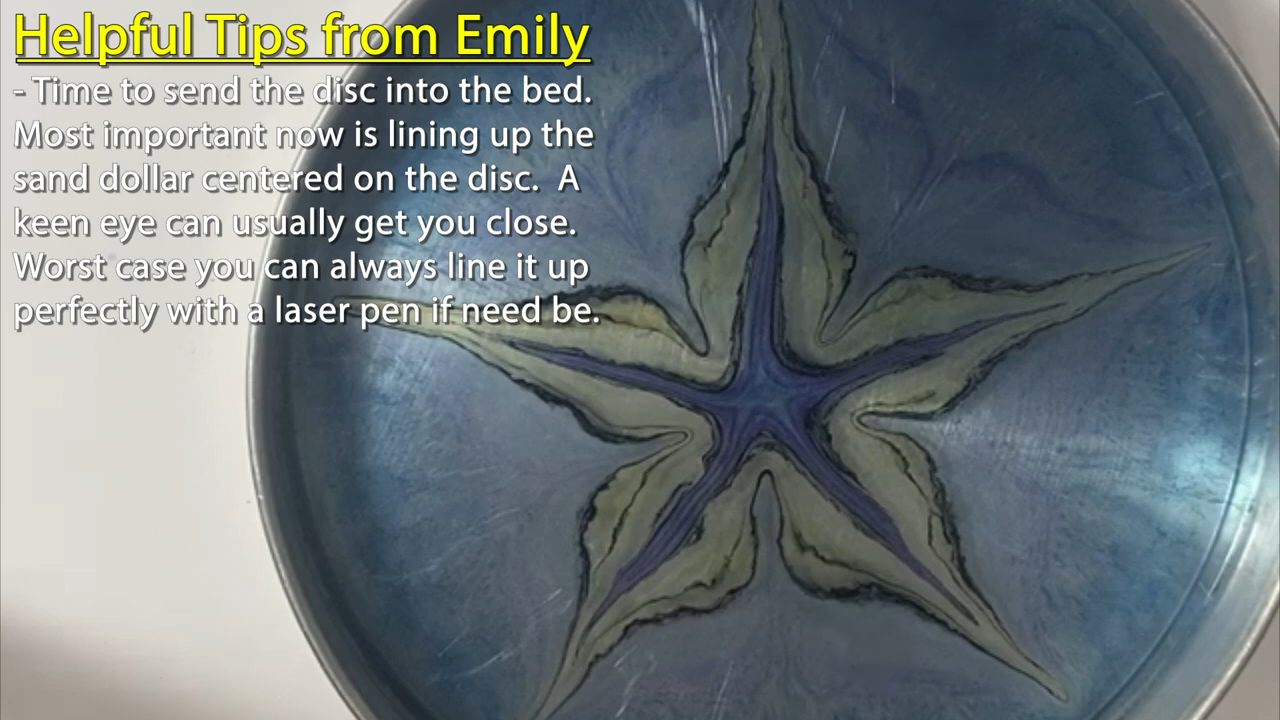 Helpful Tips from Emily
- Time to send the disc into the bed.
Most important now is lining up the
sand dollar centered on the disc.  A
keen eye can usually get you close.
Worst case you can always line it up
perfectly with a laser pen if need be.